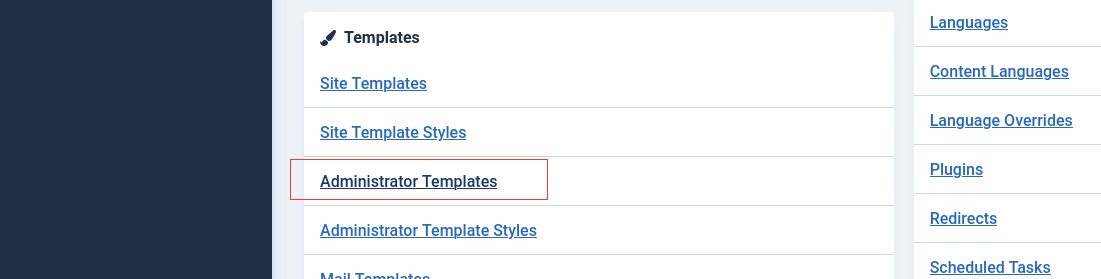 Templates
Site Templates
Site Template Styles
Administrator Templates
Administrator Template Styles
Mail Templates
Languages
Content Languages
Language Overrides
Plugins
Redirects
Scheduled Tasks